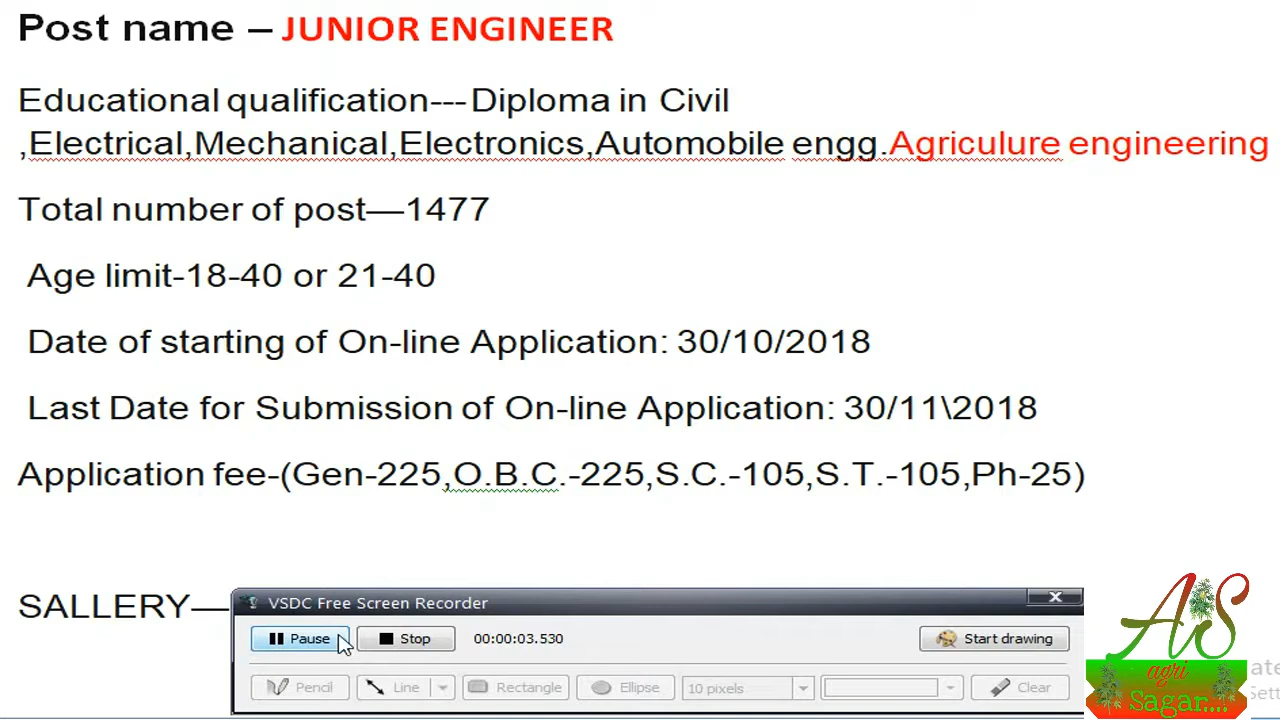 Post name – JUNIOR ENGINEER
Educational qualification--- Diploma in Civil
,Electrical,Mechanical,Electronics,Automobile engg.Agriculure engineering
Total number of post—1477
Age limit-18-40 or 21-40
Date of starting of On-line Application: 30/10/2018
Last Date for Submission of On-line Application: 30/11\2018
Application fee-(Gen-225,O.B.C.-225,S.C.-105,S.T.-105,Ph-25)
SALLERY—
VSDC Free Screen Recorder
Pause Stop 00:00:03.530 Start drawing
Pencil Line Rectangle Ellipse 10 pixels Clear
AS
agri
Sagar....